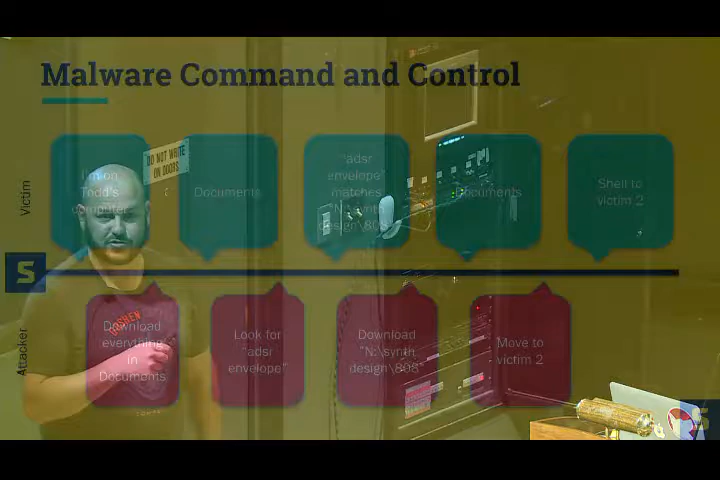 Malware Command and Control
DO NOT WRITE
ON DOORS
Victim
I'm on
Todd's
computer
Documents
"adsr
envelope"
matches
design\808
Documents
Shell to
victim 2
S
Attacker
Download
everything
in
Documents
Look for
"adsr
envelope"
Download
"N:\synth
design\808"
Move to
victim 2
S